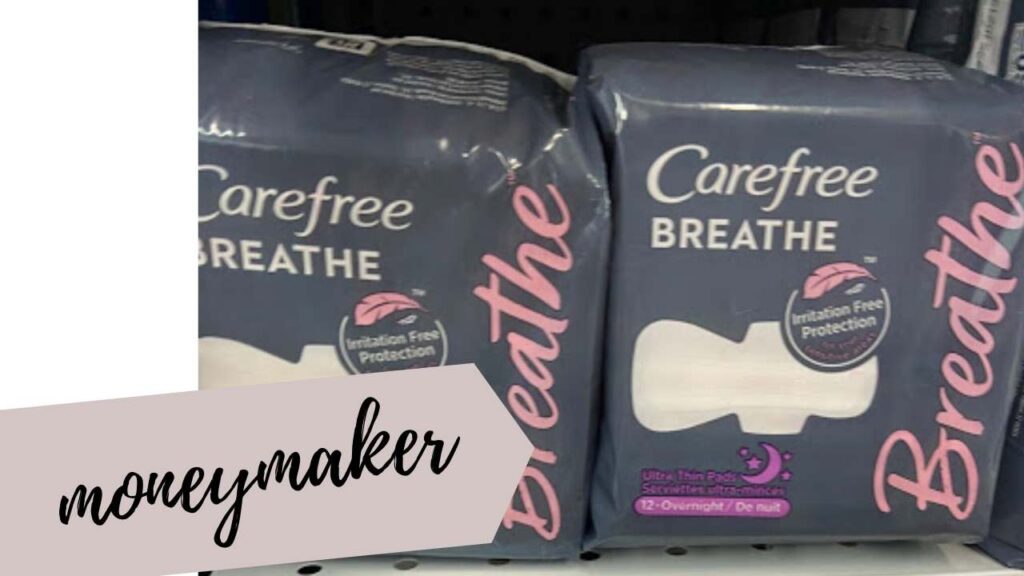 Carefree
BREATHE
Breathe
Irritation Free
Protection
Carefree
BREATHE
Breathe
TM
Irritation Free
Protection
Ultra Thin Pads
Serviettes ultra-minces
12-Overnight / De nuit
moneymaker